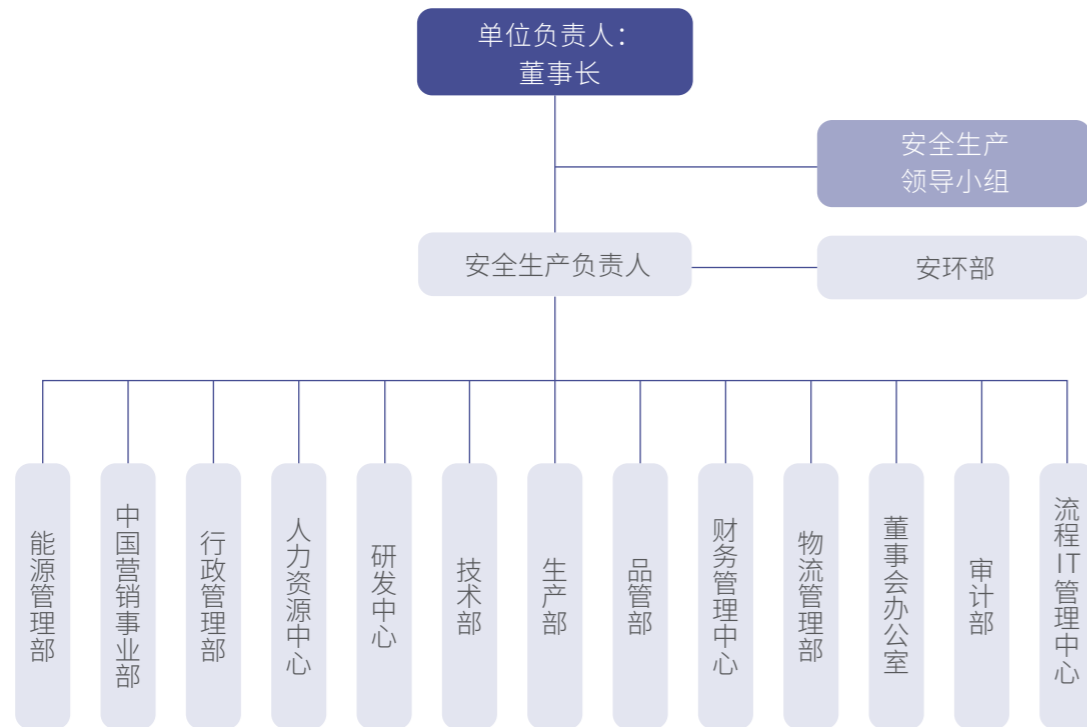 单位负责人：
董事长
安全生产
领导小组
安全生产负责人
安环部
能源管理部
中国营销事业部
行政管理部
人力资源中心
研发中心
技术部
生产部
品管部
财务管理中心
物流管理部
董事会办公室
审计部
流程IT管理中心